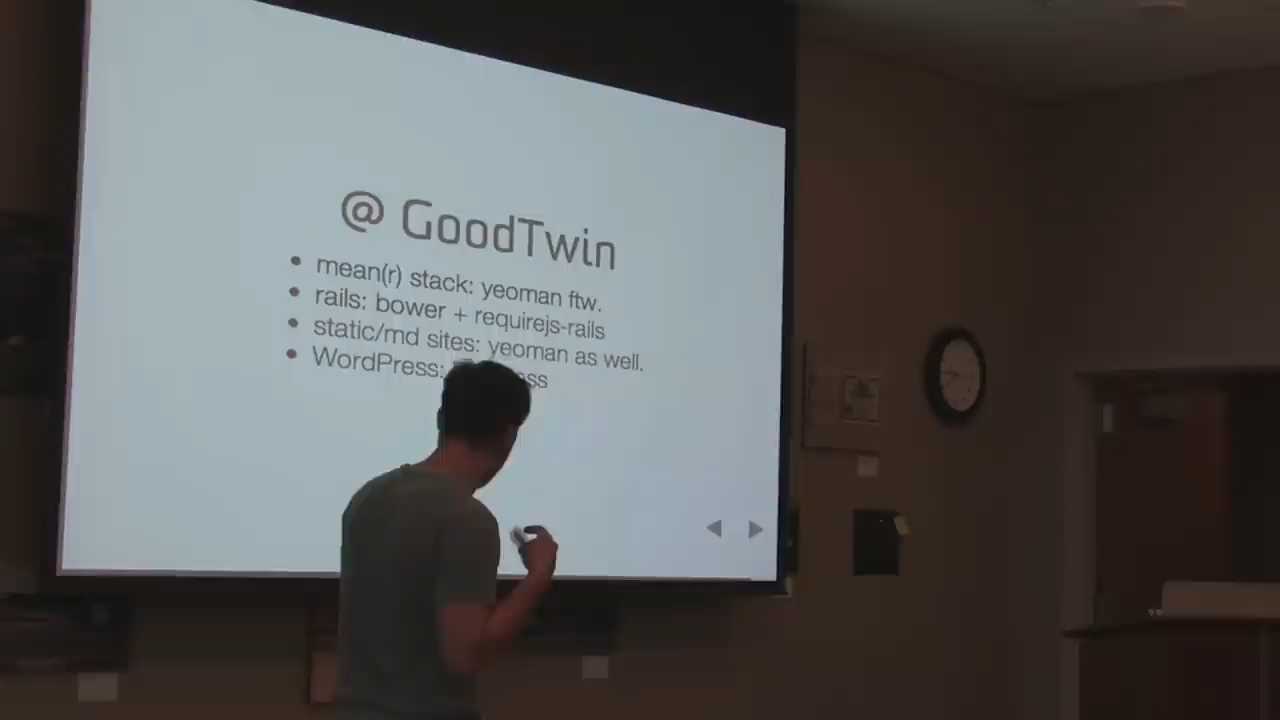 @ GoodTwin
mean(r) stack: yeoman ftw.
rails: bower + requirejs-rails
static/md sites: yeoman as well.
WordPress: